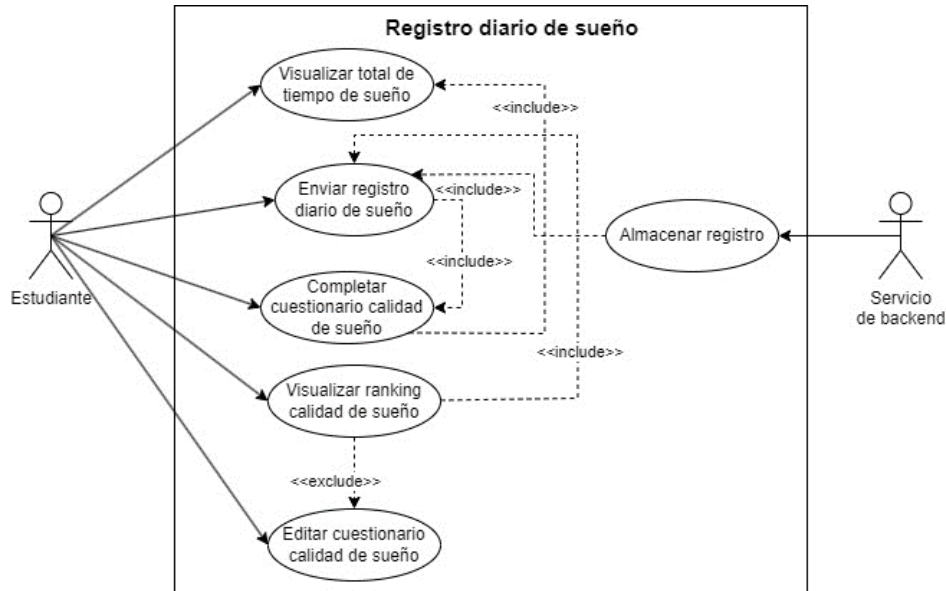 Registro diario de sueño
Visualizar total de
tiempo de sueño
<<include>>
Enviar registro
diario de sueño
<<include>>
Almacenar registro
<<include>>
Estudiante
Completar
cuestionario calidad
de sueño
Servicio
de backend
<<include>>
Visualizar ranking
calidad de sueño
<<exclude>>
Editar cuestionario
calidad de sueño